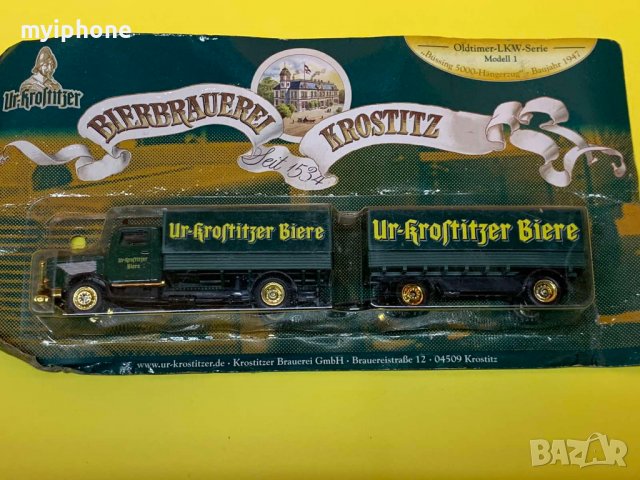 myiphone
Ur-Krostitzer
BIERBRAUEREI
KROSTITZ
Seit 1534
Oldtimer-LKW-Serie
Modell 1
„Büssing 5000-Hängerzug“ - Baujahr 1947
Ur-Krostitzer Biere
Ur-Krostitzer Biere
Ur-Krostitzer
Biere
www.ur-krostitzer.de · Krostitzer Brauerei GmbH · Brauereistraße 12 · 04509 Krostitz
BAZAR